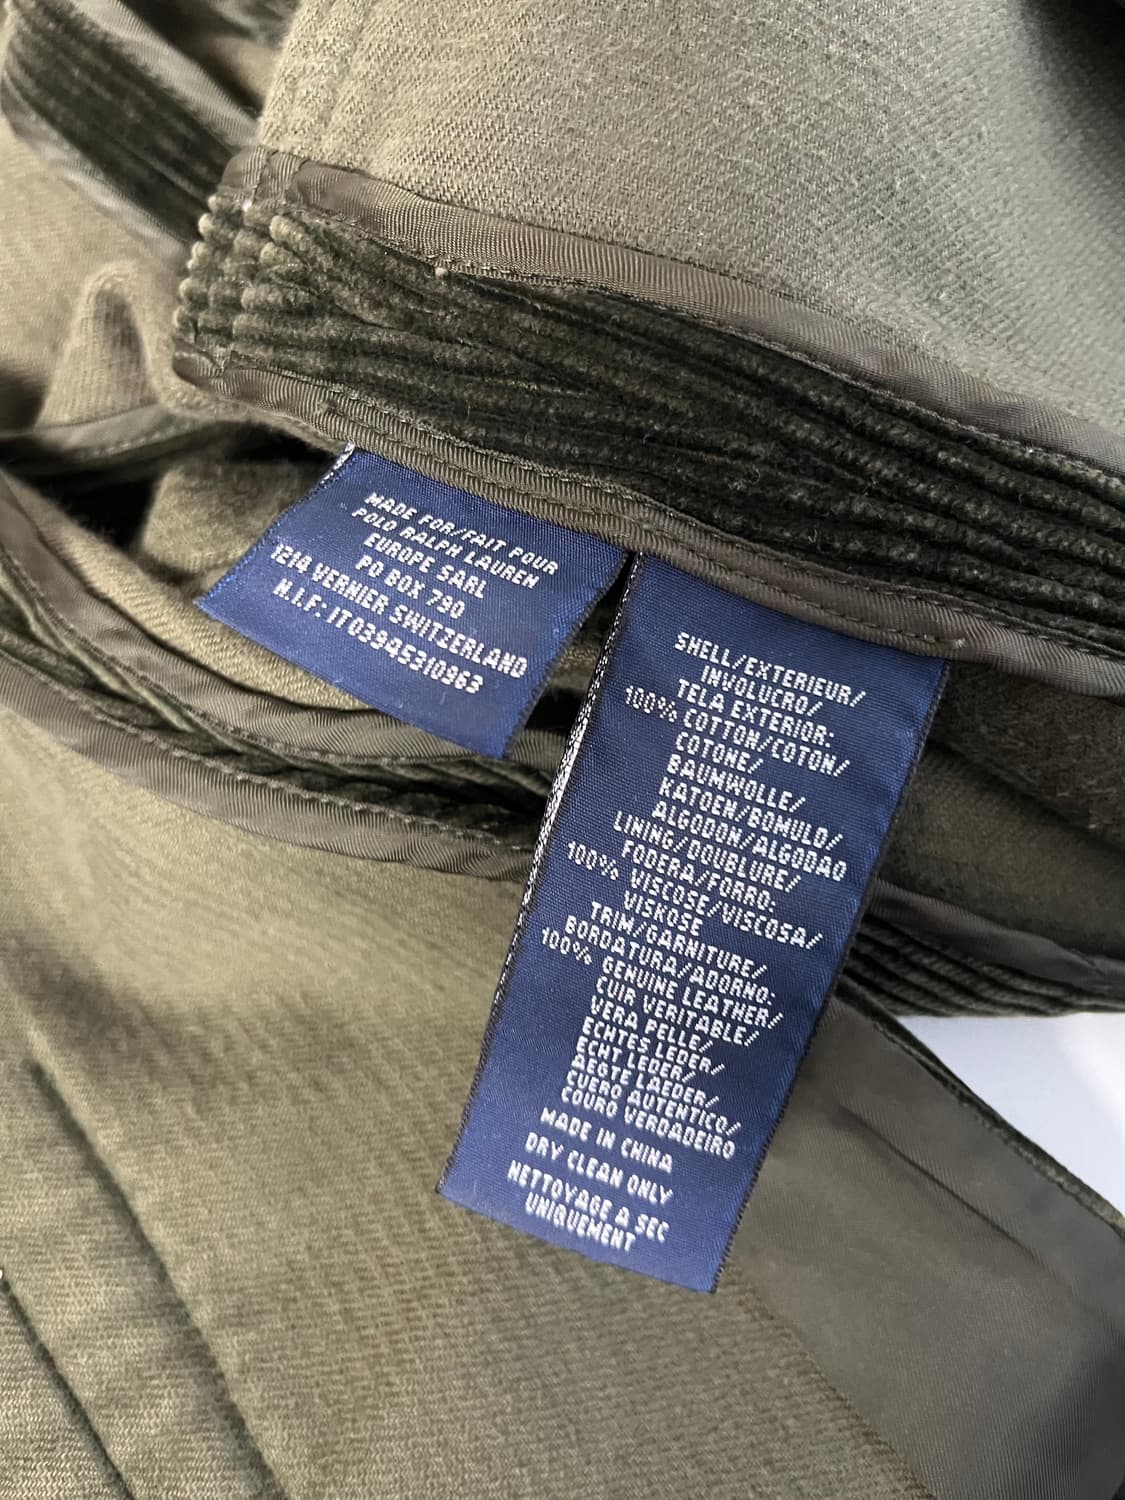 MADE FOR/FAIT POUR
POLO RALPH LAUREN
EUROPE SARL
PO BOX 790
1214 VERNIER SWITZERLAND
N.I.F: IT03945310963
SHELL/EXTERIEUR/
INVOLUCRO/
TELA EXTERIOR:
100% COTTON/COTON/
COTONE/
BAUMWOLLE/
KATOEN/BOMULD/
ALGODON/ALGODAO
LINING/DOUBLURE/
FODERA/FORRO:
100% VISCOSE/VISCOSA/
VISKOSE
TRIM/GARNITURE/
BORDATURA/ADORNO:
100% GENUINE LEATHER/
CUIR VERITABLE/
VERA PELLE/
ECHTES LEDER/
ECHT LEDER/
AEGTE LAEDER/
CUERO AUTENTICO/
COURO VERDADEIRO
MADE IN CHINA
DRY CLEAN ONLY
NETTOYAGE A SEC
UNIQUEMENT